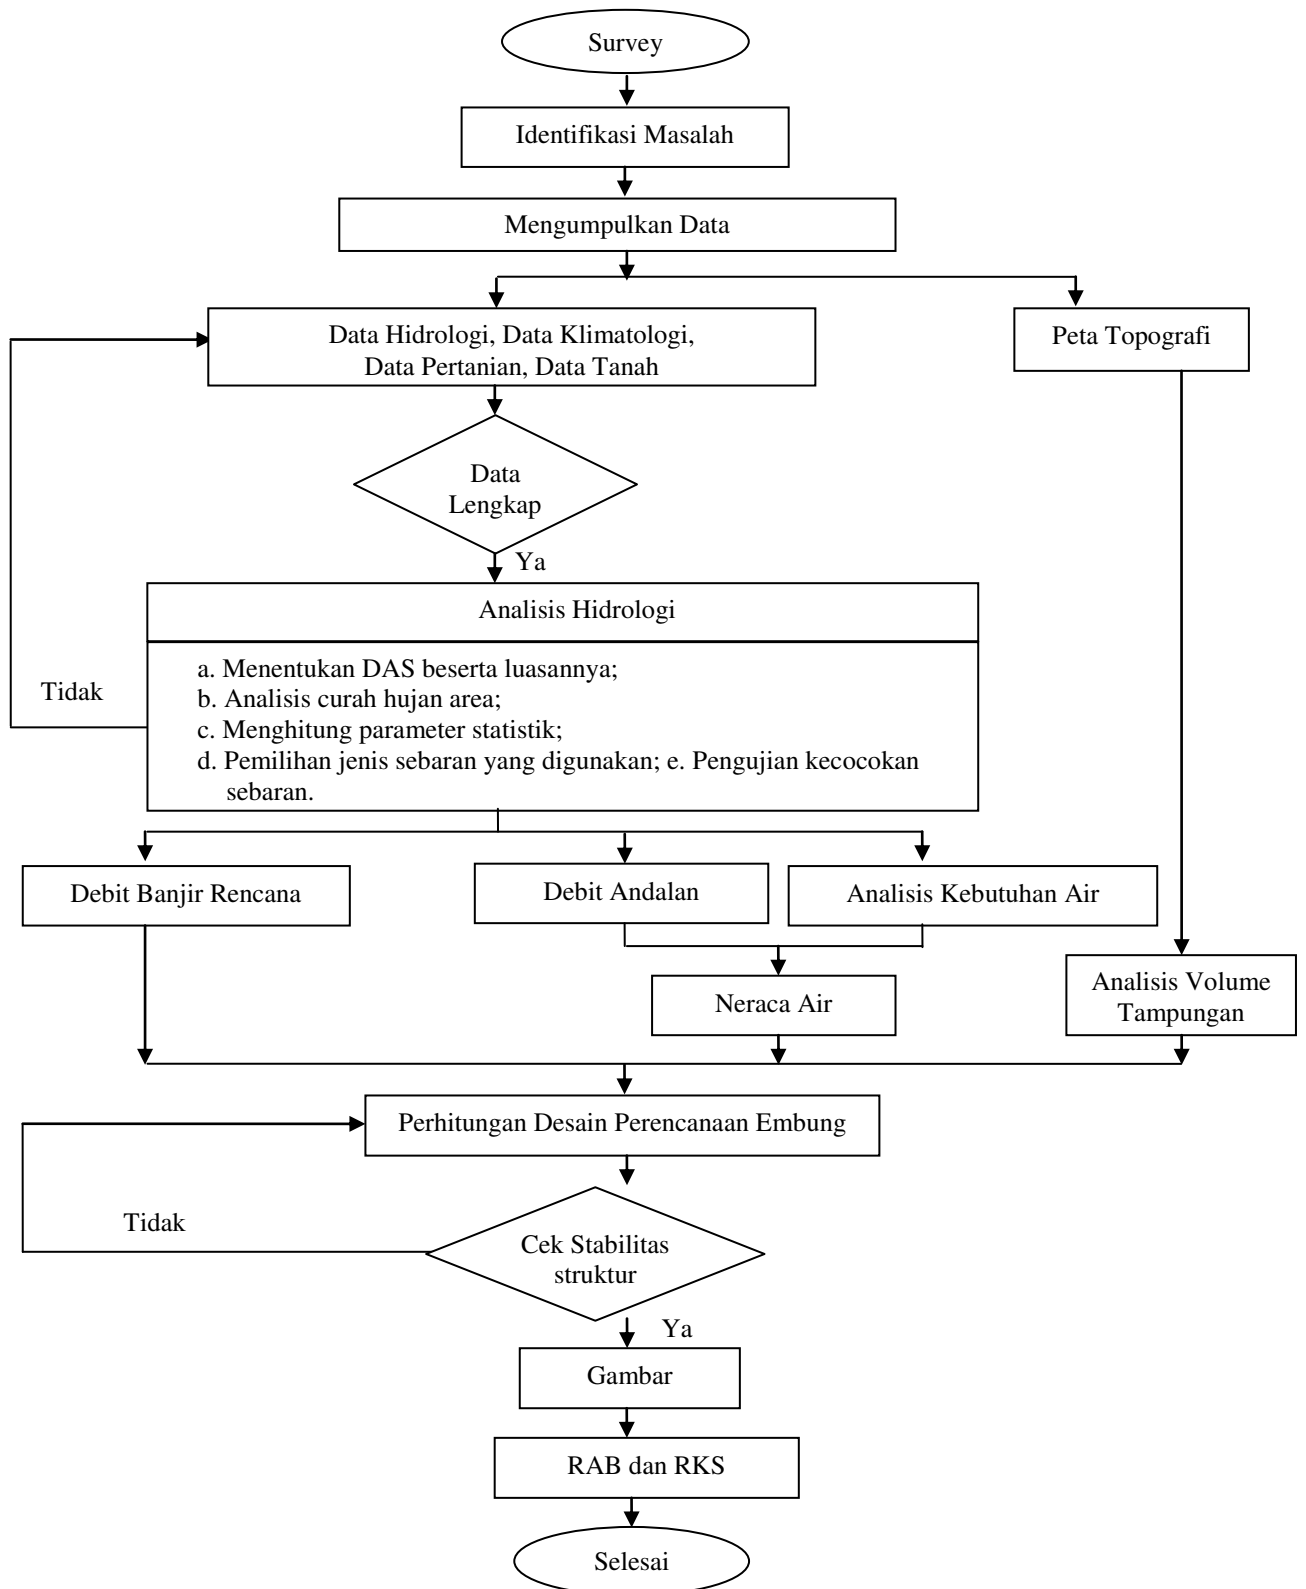 Survey
Identifikasi Masalah
Mengumpulkan Data
Data Hidrologi, Data Klimatologi,
Data Pertanian, Data Tanah
Peta Topografi
Data
Lengkap
Ya
Analisis Hidrologi
Tidak
a. Menentukan DAS beserta luasannya;
b. Analisis curah hujan area;
c. Menghitung parameter statistik;
d. Pemilihan jenis sebaran yang digunakan; e. Pengujian kecocokan
sebaran.
Debit Banjir Rencana
Debit Andalan
Analisis Kebutuhan Air
Neraca Air
Analisis Volume
Tampungan
Perhitungan Desain Perencanaan Embung
Tidak
Cek Stabilitas
struktur
Ya
Gambar
RAB dan RKS
Selesai